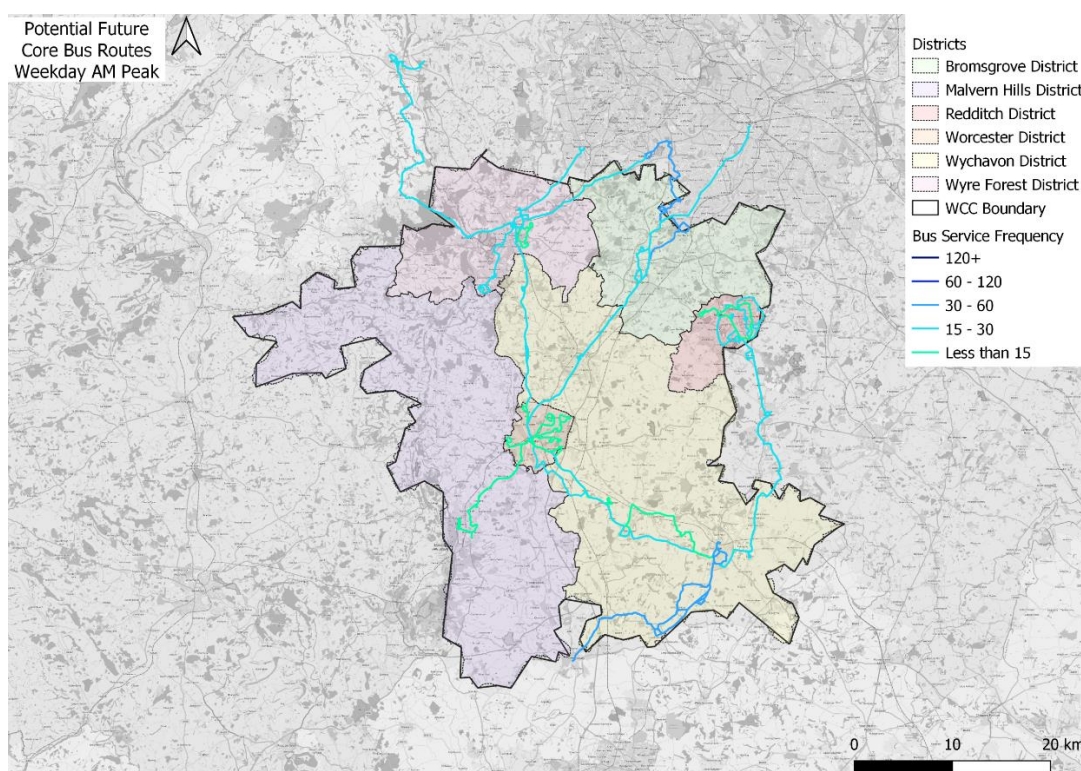 Potential Future
Core Bus Routes
Weekday AM Peak
Districts
Bromsgrove District
Malvern Hills District
Redditch District
Worcester District
Wychavon District
Wyre Forest District
WCC Boundary
Bus Service Frequency
120+
60 - 120
30 - 60
15 - 30
Less than 15
0 10 20 km